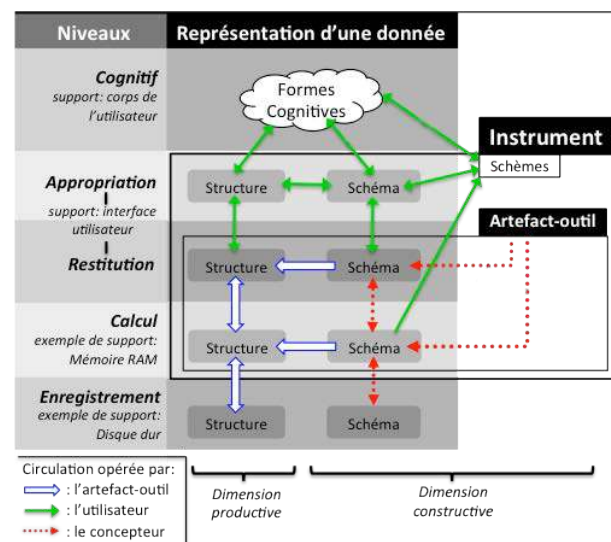 Niveaux
Représentation d'une donnée
Cognitif
support: corps de
l'utilisateur
Formes
Cognitives
Instrument
Schèmes
Appropriation
support: interface
utilisateur
Structure
Schéma
Artefact-outil
Restitution
Structure
Schéma
Calcul
exemple de support:
Mémoire RAM
Structure
Schéma
Enregistrement
exemple de support:
Disque dur
Structure
Schéma
Circulation opérée par:
: l'artefact-outil
: l'utilisateur
: le concepteur
Dimension
productive
Dimension
constructive